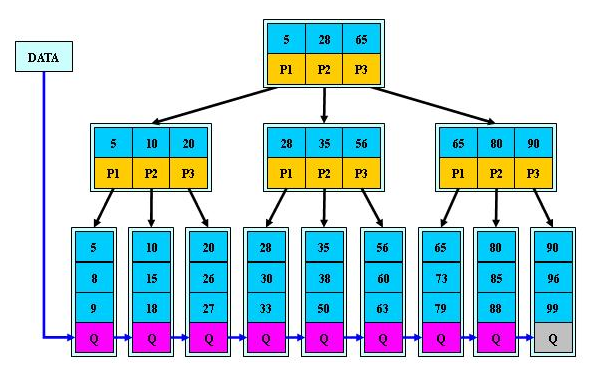 5 28 65
DATA
P1 P2 P3
5 10 20 28 35 56 65 80 90
P1 P2 P3 P1 P2 P3 P1 P2 P3
5 10 20 28 35 56 65 80 90
8 15 26 30 38 60 73 85 96
9 18 27 33 50 63 79 88 99
Q Q Q Q Q Q Q Q Q